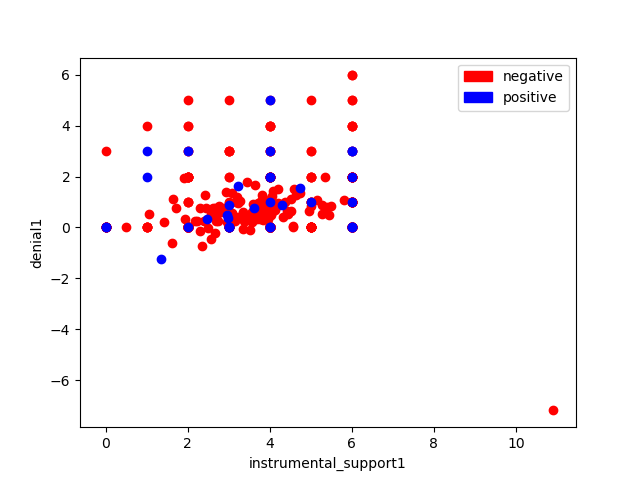 negative
positive
6
4
2
0
−2
−4
−6
denial1
0 2 4 6 8 10
instrumental_support1